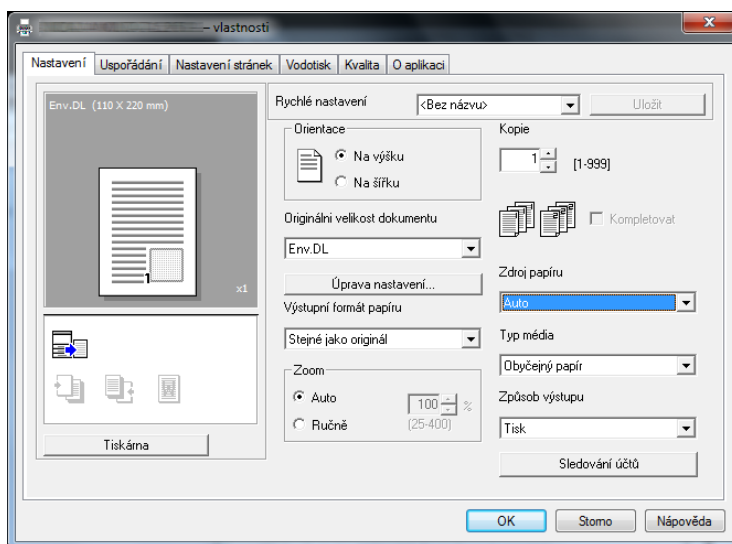 – vlastnosti
Nastavení
Uspořádání
Nastavení stránek
Vodotisk
Kvalita
O aplikaci
Env.DL (110 X 220 mm)
1
x1
Tiskárna
Rychlé nastavení
<Bez názvu>
Uložit
Orientace
Na výšku
Na šířku
Originálni velikost dokumentu
Env.DL
Úprava nastavení...
Výstupní formát papíru
Stejné jako originál
Zoom
Auto
100 %
Ručně
(25-400)
Kopie
1 [1-999]
Kompletovat
Zdroj papíru
Auto
Typ média
Obyčejný papír
Způsob výstupu
Tisk
Sledování účtů
OK
Storno
Nápověda